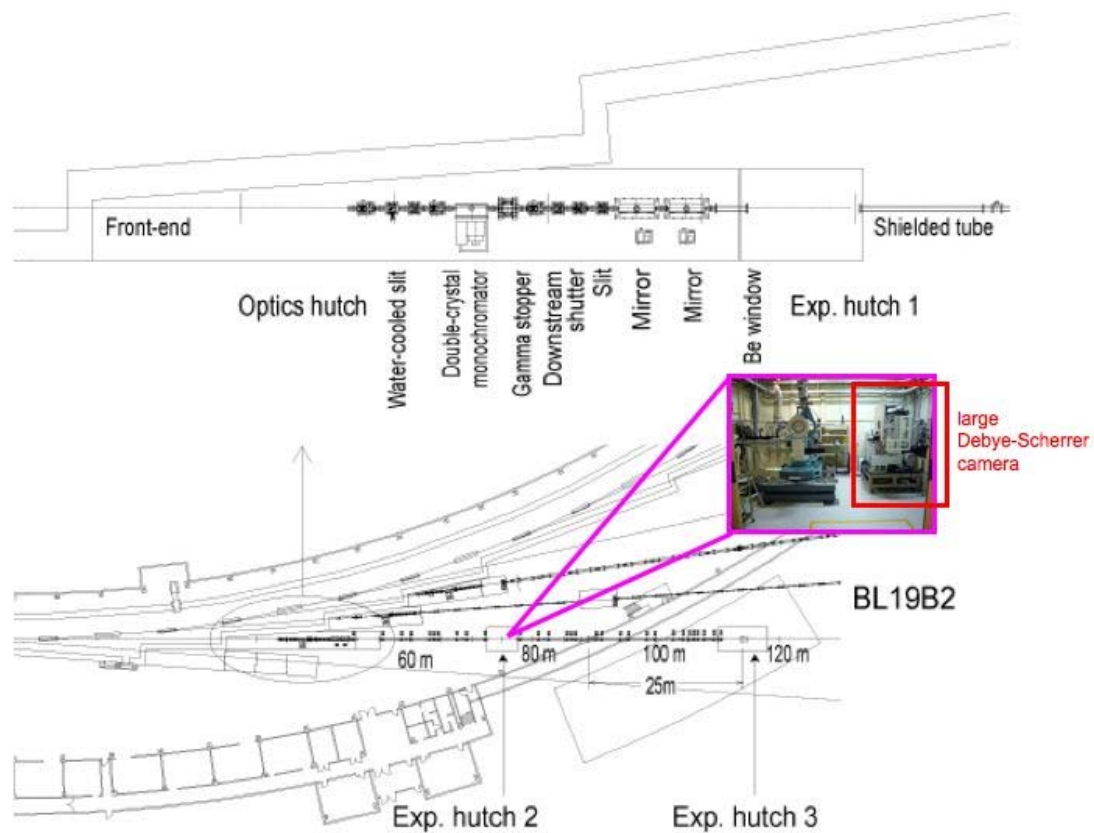 Front-end
Shielded tube
Optics hutch
Water-cooled slit
Double-crystal
monochromator
Gamma stopper
Downstream
shutter
Slit
Mirror
Mirror
Be window
Exp. hutch 1
large
Debye-Scherrer
camera
BL19B2
60 m
80 m
100 m
120 m
25m
Exp. hutch 2
Exp. hutch 3